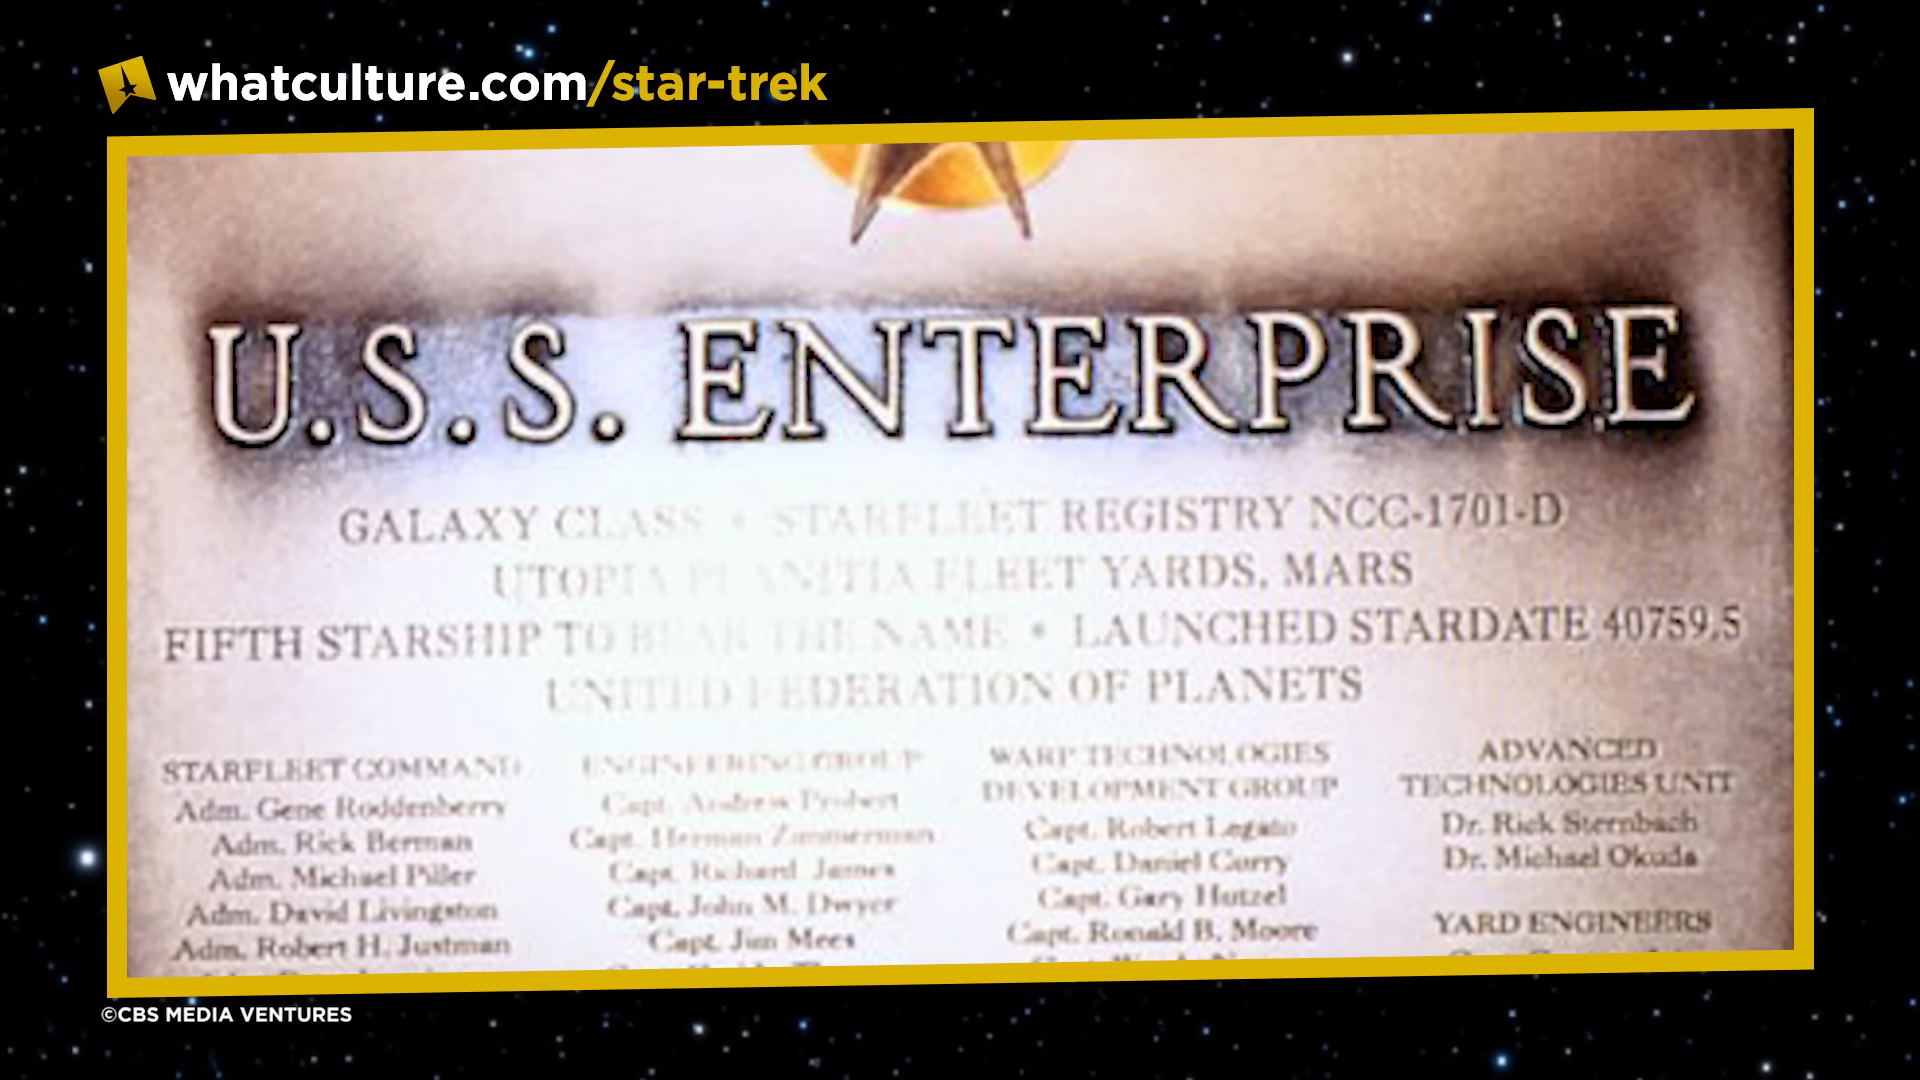 whatculture.com/star-trek
U.S.S. ENTERPRISE
GALAXY CLASS • STARFLEET REGISTRY NCC-1701-D
UTOPIA PLANITIA FLEET YARDS, MARS
FIFTH STARSHIP TO BEAR THE NAME • LAUNCHED STARDATE 40759.5
UNITED FEDERATION OF PLANETS
STARFLEET COMMAND
Adm. Gene Roddenberry
Adm. Rick Berman
Adm. Michael Piller
Adm. David Livingston
Adm. Robert H. Justman
ENGINEERING GROUP
Capt. Andrew Probert
Capt. Herman Zimmerman
Capt. Richard James
Capt. John M. Dwyer
Capt. Jim Mees
WARP TECHNOLOGIES
DEVELOPMENT GROUP
Capt. Robert Legato
Capt. Daniel Curry
Capt. Gary Hutzel
Capt. Ronald B. Moore
ADVANCED
TECHNOLOGIES UNIT
Dr. Rick Sternbach
Dr. Michael Okuda
YARD ENGINEERS
©CBS MEDIA VENTURES